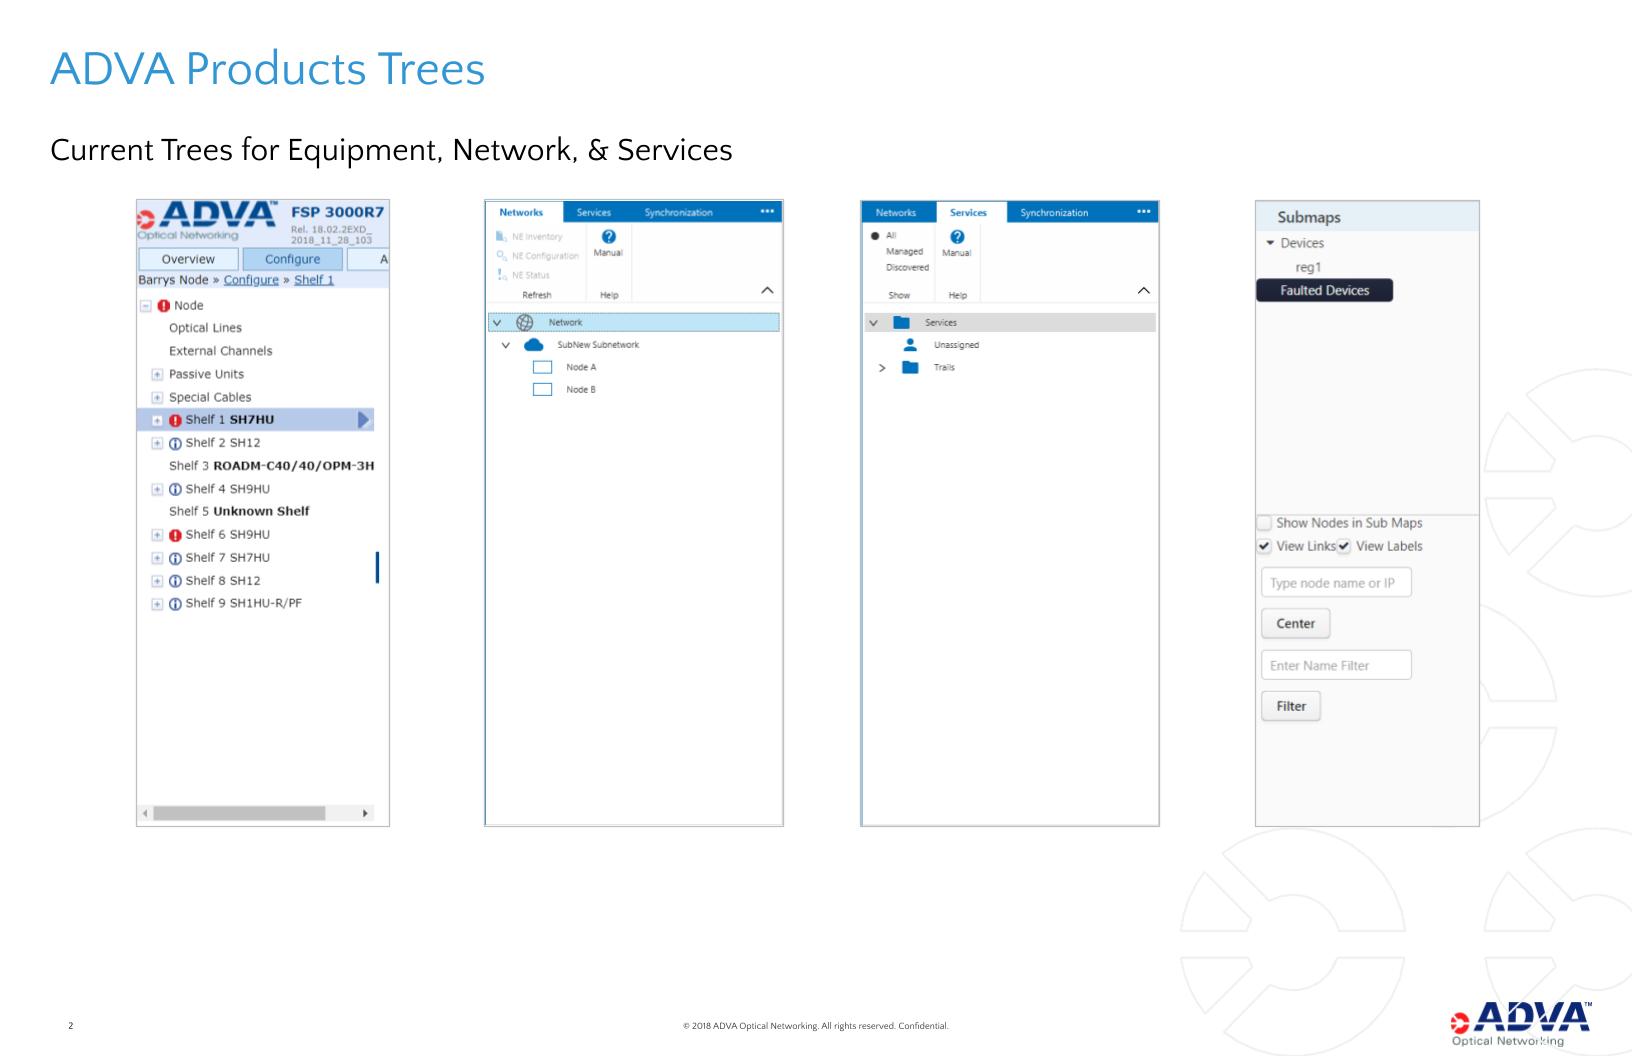 ADVA Products Trees
Current Trees for Equipment, Network, & Services
ADVA™
Optical Networking
FSP 3000R7
Rel. 18.02.2EXD_
2018_11_28_103
Overview Configure A
Barrys Node » Configure » Shelf 1
Node
Optical Lines
External Channels
Passive Units
Special Cables
Shelf 1 SH7HU
Shelf 2 SH12
Shelf 3 ROADM-C40/40/OPM-3H
Shelf 4 SH9HU
Shelf 5 Unknown Shelf
Shelf 6 SH9HU
Shelf 7 SH7HU
Shelf 8 SH12
Shelf 9 SH1HU-R/PF
Networks Services Synchronization
NE Inventory
NE Configuration
NE Status
Refresh
Manual
Help
Network
SubNew Subnetwork
Node A
Node B
Networks Services Synchronization
All
Managed
Discovered
Show
Manual
Help
Services
Unassigned
Trails
Submaps
Devices
reg1
Faulted Devices
Show Nodes in Sub Maps
View Links View Labels
Type node name or IP
Center
Enter Name Filter
Filter
2
© 2018 ADVA Optical Networking. All rights reserved. Confidential.
ADVA™
Optical Networking